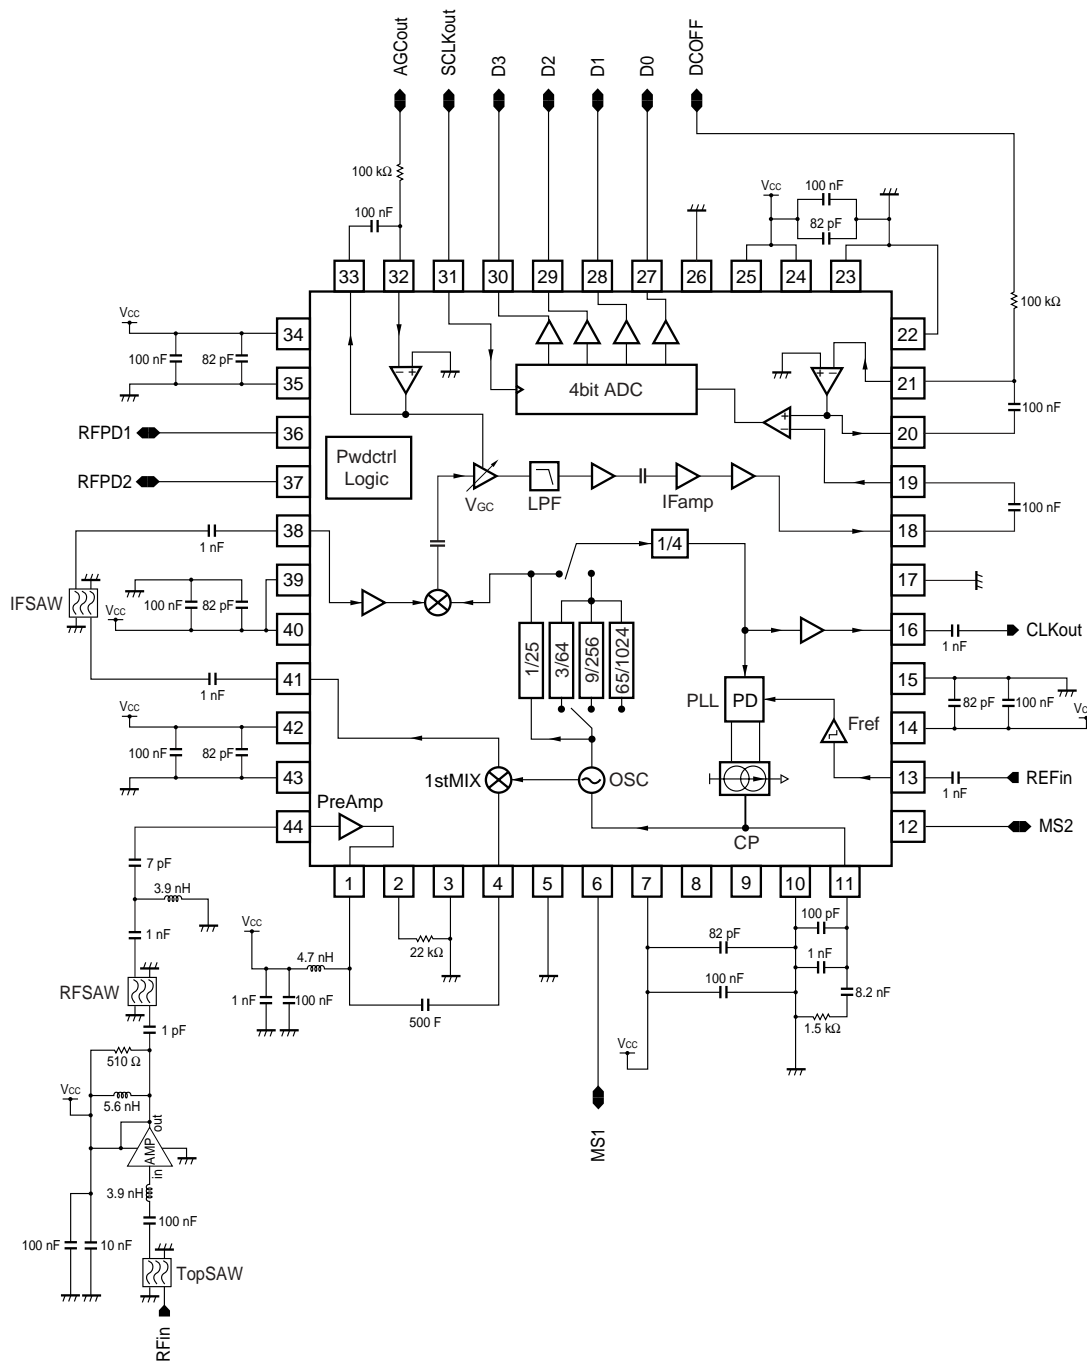 AGCout
SCLKout
D3
D2
D1
D0
DCOFF
100 kΩ
100 nF
Vcc
100 nF
82 pF
33
32
31
30
29
28
27
26
25
24
23
100 kΩ
Vcc
100 nF
82 pF
34
35
RFPD1
36
RFPD2
37
1 nF
38
IFSAW
100 nF
82 pF
Vcc
39
40
1 nF
41
Vcc
100 nF
82 pF
42
43
44
22
21
100 nF
20
19
100 nF
18
17
16
CLKout
1 nF
15
82 pF
100 nF
Vcc
14
13
REFin
1 nF
12
MS2
− +
4bit ADC
+ −
+ −
Pwdctrl
Logic
VGC
LPF
IFamp
1/4
1/25
3/64
9/256
65/1024
PLL
PD
Fref
1stMIX
OSC
CP
PreAmp
1
2
3
4
5
6
7
8
9
10
11
7 pF
3.9 nH
1 nF
RFSAW
1 pF
510 Ω
Vcc
5.6 nH
out
AMP
in
3.9 nH
100 nF
100 nF
10 nF
TopSAW
RFin
Vcc
4.7 nH
1 nF
100 nF
22 kΩ
500 F
MS1
82 pF
100 nF
Vcc
100 pF
1 nF
8.2 nF
1.5 kΩ